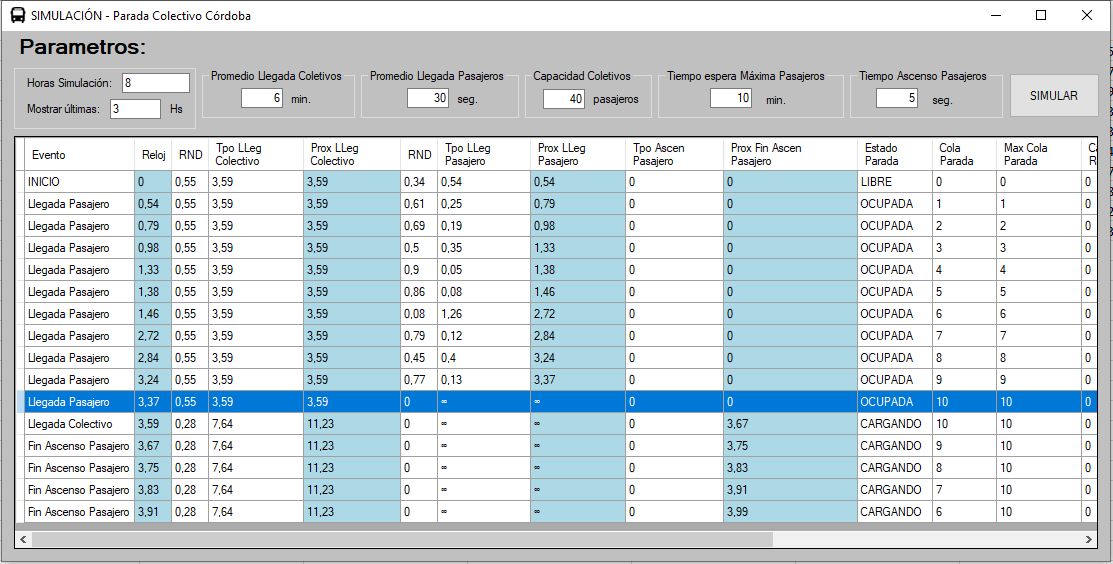 SIMULACIÓN - Parada Colectivo Córdoba
Parametros:
Horas Simulación: 8
Mostrar últimas: 3 Hs
Promedio Llegada Coletivos
6 min.
Promedio Llegada Pasajeros
30 seg.
Capacidad Coletivos
40 pasajeros
Tiempo espera Máxima Pasajeros
10 min.
Tiempo Ascenso Pasajeros
5 seg.
SIMULAR
Evento Reloj RND Tpo LLeg Colectivo Prox LLeg Colectivo RND Tpo LLeg Pasajero Prox LLeg Pasajero Tpo Ascen Pasajero Prox Fin Ascen Pasajero Estado Parada Cola Parada Max Cola Parada
INICIO 0 0,55 3,59 3,59 0,34 0,54 0,54 0 0 LIBRE 0 0 0
Llegada Pasajero 0,54 0,55 3,59 3,59 0,61 0,25 0,79 0 0 OCUPADA 1 1 0
Llegada Pasajero 0,79 0,55 3,59 3,59 0,69 0,19 0,98 0 0 OCUPADA 2 2 0
Llegada Pasajero 0,98 0,55 3,59 3,59 0,5 0,35 1,33 0 0 OCUPADA 3 3 0
Llegada Pasajero 1,33 0,55 3,59 3,59 0,9 0,05 1,38 0 0 OCUPADA 4 4 0
Llegada Pasajero 1,38 0,55 3,59 3,59 0,86 0,08 1,46 0 0 OCUPADA 5 5 0
Llegada Pasajero 1,46 0,55 3,59 3,59 0,08 1,26 2,72 0 0 OCUPADA 6 6 0
Llegada Pasajero 2,72 0,55 3,59 3,59 0,79 0,12 2,84 0 0 OCUPADA 7 7 0
Llegada Pasajero 2,84 0,55 3,59 3,59 0,45 0,4 3,24 0 0 OCUPADA 8 8 0
Llegada Pasajero 3,24 0,55 3,59 3,59 0,77 0,13 3,37 0 0 OCUPADA 9 9 0
Llegada Pasajero 3,37 0,55 3,59 3,59 0 ∞ ∞ 0 0 OCUPADA 10 10 0
Llegada Colectivo 3,59 0,28 7,64 11,23 0 ∞ ∞ 0 3,67 CARGANDO 10 10 0
Fin Ascenso Pasajero 3,67 0,28 7,64 11,23 0 ∞ ∞ 0 3,75 CARGANDO 9 10 0
Fin Ascenso Pasajero 3,75 0,28 7,64 11,23 0 ∞ ∞ 0 3,83 CARGANDO 8 10 0
Fin Ascenso Pasajero 3,83 0,28 7,64 11,23 0 ∞ ∞ 0 3,91 CARGANDO 7 10 0
Fin Ascenso Pasajero 3,91 0,28 7,64 11,23 0 ∞ ∞ 0 3,99 CARGANDO 6 10 0